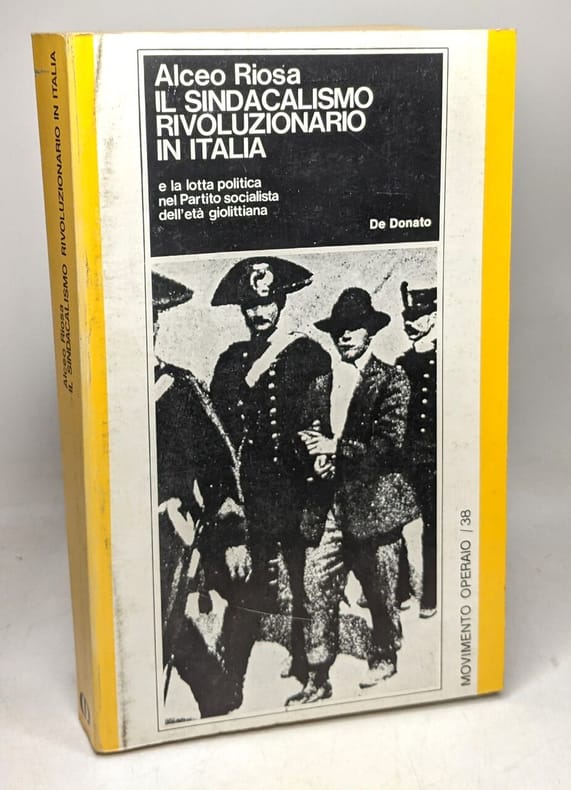 Alceo Riosa
IL SINDACALISMO
RIVOLUZIONARIO
IN ITALIA
e la lotta politica
nel Partito socialista
dell'età giolittiana
De Donato
MOVIMENTO OPERAIO / 38
Alceo Riosa
IL SINDACALISMO RIVOLUZIONARIO IN ITALIA